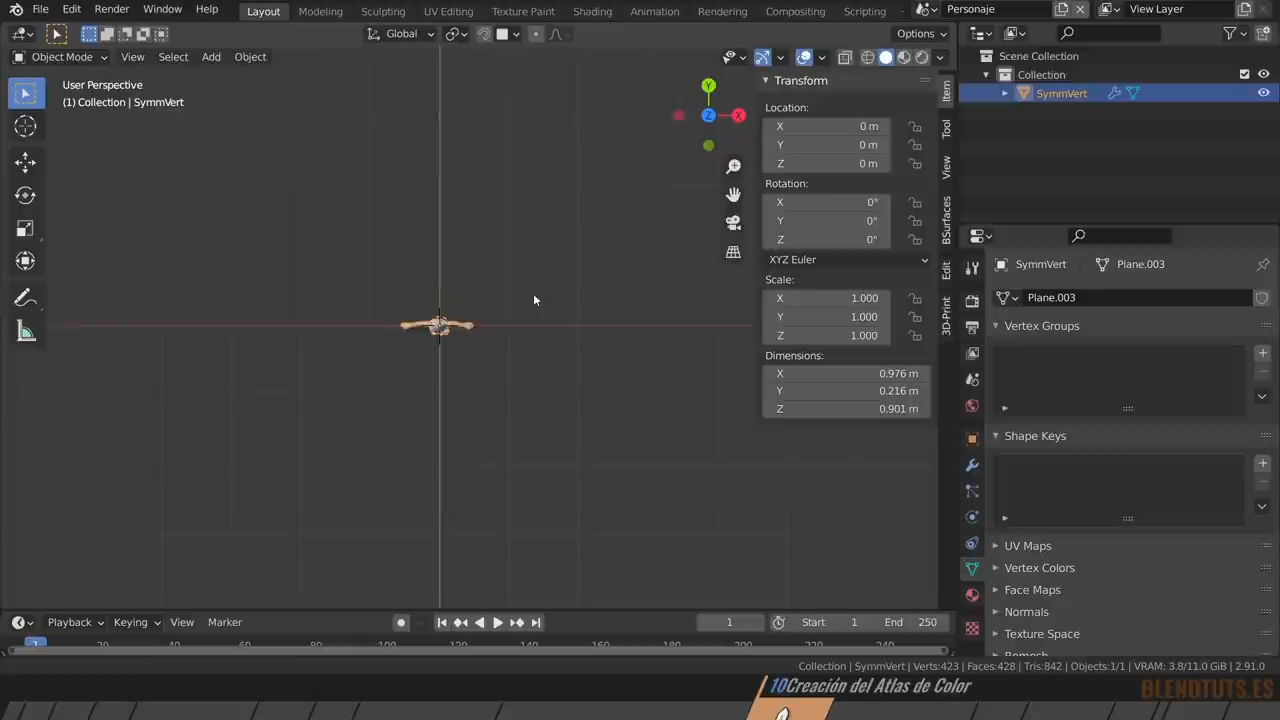 File Edit Render Window Help Layout Modeling Sculpting UV Editing Texture Paint Shading Animation Rendering Compositing Scripting Personaje View Layer
Global Options
Object Mode View Select Add Object
User Perspective
(1) Collection | SymmVert
Y
Z
X
Transform
Location:
X 0 m
Y 0 m
Z 0 m
Rotation:
X 0°
Y 0°
Z 0°
XYZ Euler
Scale:
X 1.000
Y 1.000
Z 1.000
Dimensions:
X 0.976 m
Y 0.216 m
Z 0.901 m
Item
Tool
View
BSurfaces
Edit
3D-Print
Scene Collection
Collection
SymmVert
SymmVert Plane.003
Plane.003
Vertex Groups
Shape Keys
UV Maps
Vertex Colors
Face Maps
Normals
Texture Space
Remesh
Playback Keying View Marker 1 Start 1 End 250
1 20 40 60 80 100 120 140 160 180 200 220 240
Collection | SymmVert | Verts:423 | Faces:428 | Tris:842 | Objects:1/1 | VRAM: 3.8/11.0 GiB | 2.91.0
10Creación del Atlas de Color
BLENDTUTS.ES